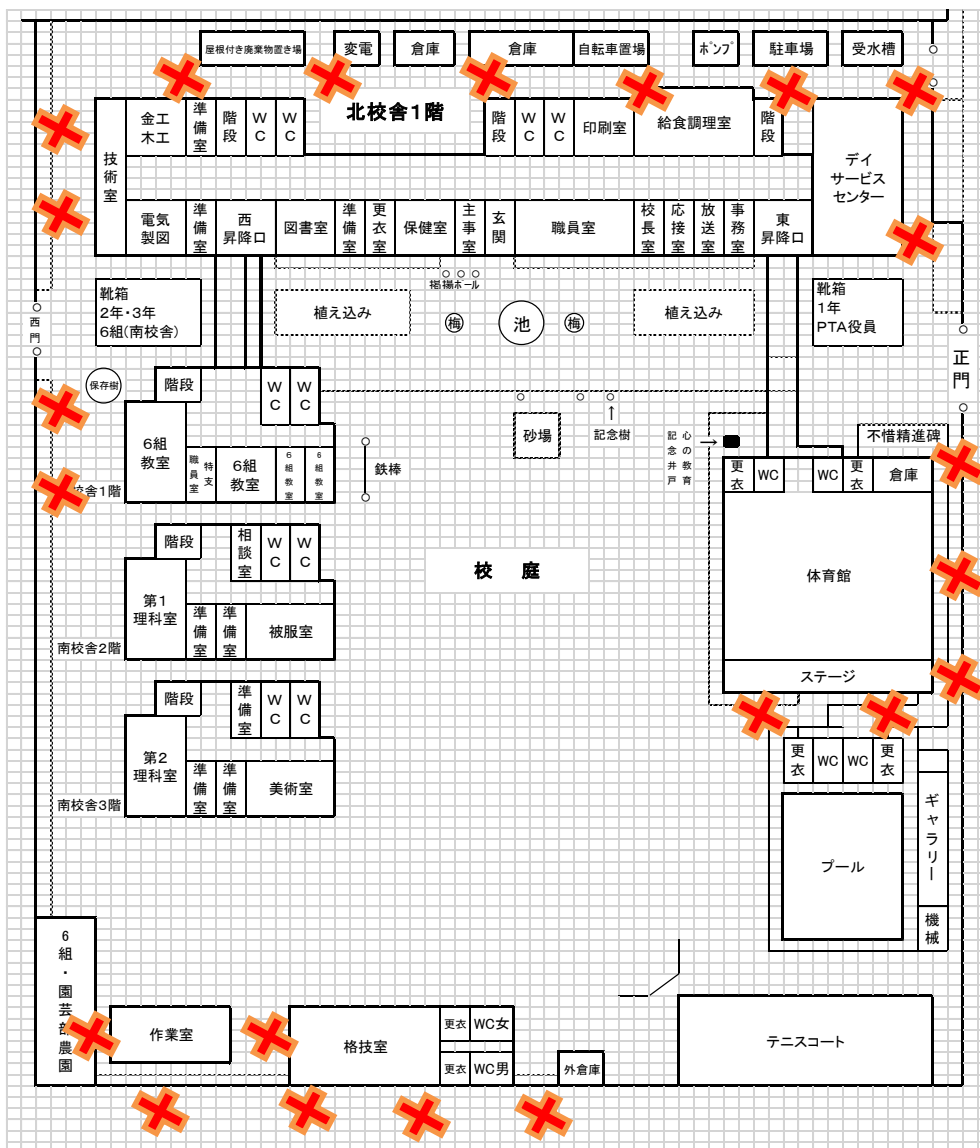 屋根付き廃棄物置き場
変電
倉庫
倉庫
自転車置場
ポンプ
駐車場
受水槽
北校舎1階
金工
木工
準備室
階段
WC
WC
階段
WC
WC
印刷室
給食調理室
階段
技術室
デイ
サービス
センター
電気
製図
準備室
西
昇降口
図書室
準備室
更衣室
保健室
主事室
玄関
職員室
校長室
応接室
放送室
事務室
東
昇降口
掲揚ポール
靴箱
2年・3年
6組(南校舎)
植え込み
梅
池
梅
植え込み
靴箱
1年
PTA役員
西門
正門
保存樹
階段
WC
WC
6組
教室
職員室
特支
6組
教室
6組教室
6組教室
校舎1階
鉄棒
砂場
↑
記念樹
心の教育
記念井戸
→
不惜精進碑
更衣
WC
WC
更衣
倉庫
体育館
ステージ
校 庭
階段
相談室
WC
WC
第1
理科室
準備室
準備室
被服室
南校舎2階
階段
準備室
WC
WC
第2
理科室
準備室
準備室
美術室
南校舎3階
更衣
WC
WC
更衣
プール
ギャラリー
機械
6組・園芸部農園
作業室
格技室
更衣
WC女
更衣
WC男
外倉庫
テニスコート